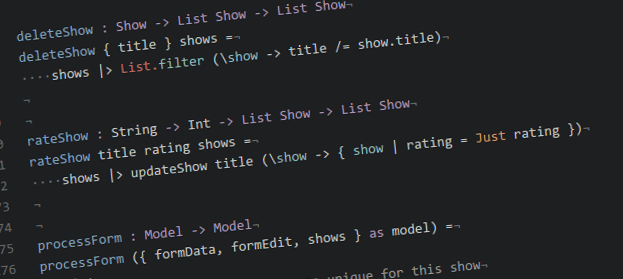 deleteShow : Show -> List Show -> List Show¬
deleteShow { title } shows =¬
····shows |> List.filter (\show -> title /= show.title)¬
¬
¬
rateShow : String -> Int -> List Show -> List Show¬
rateShow title rating shows =¬
····shows |> updateShow title (\show -> { show | rating = Just rating })¬
73 ¬
74 ¬
75 processForm : Model -> Model¬
76 processForm ({ formData, formEdit, shows } as model) =¬
unique for this show¬